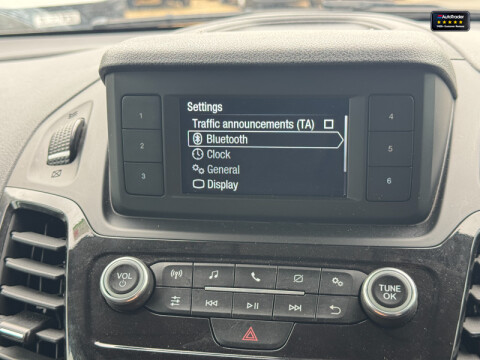 AutoTrader
Settings
Traffic announcements (TA)
Bluetooth
Clock
General
Display
1
2
3
4
5
6
VOL
TUNE
OK